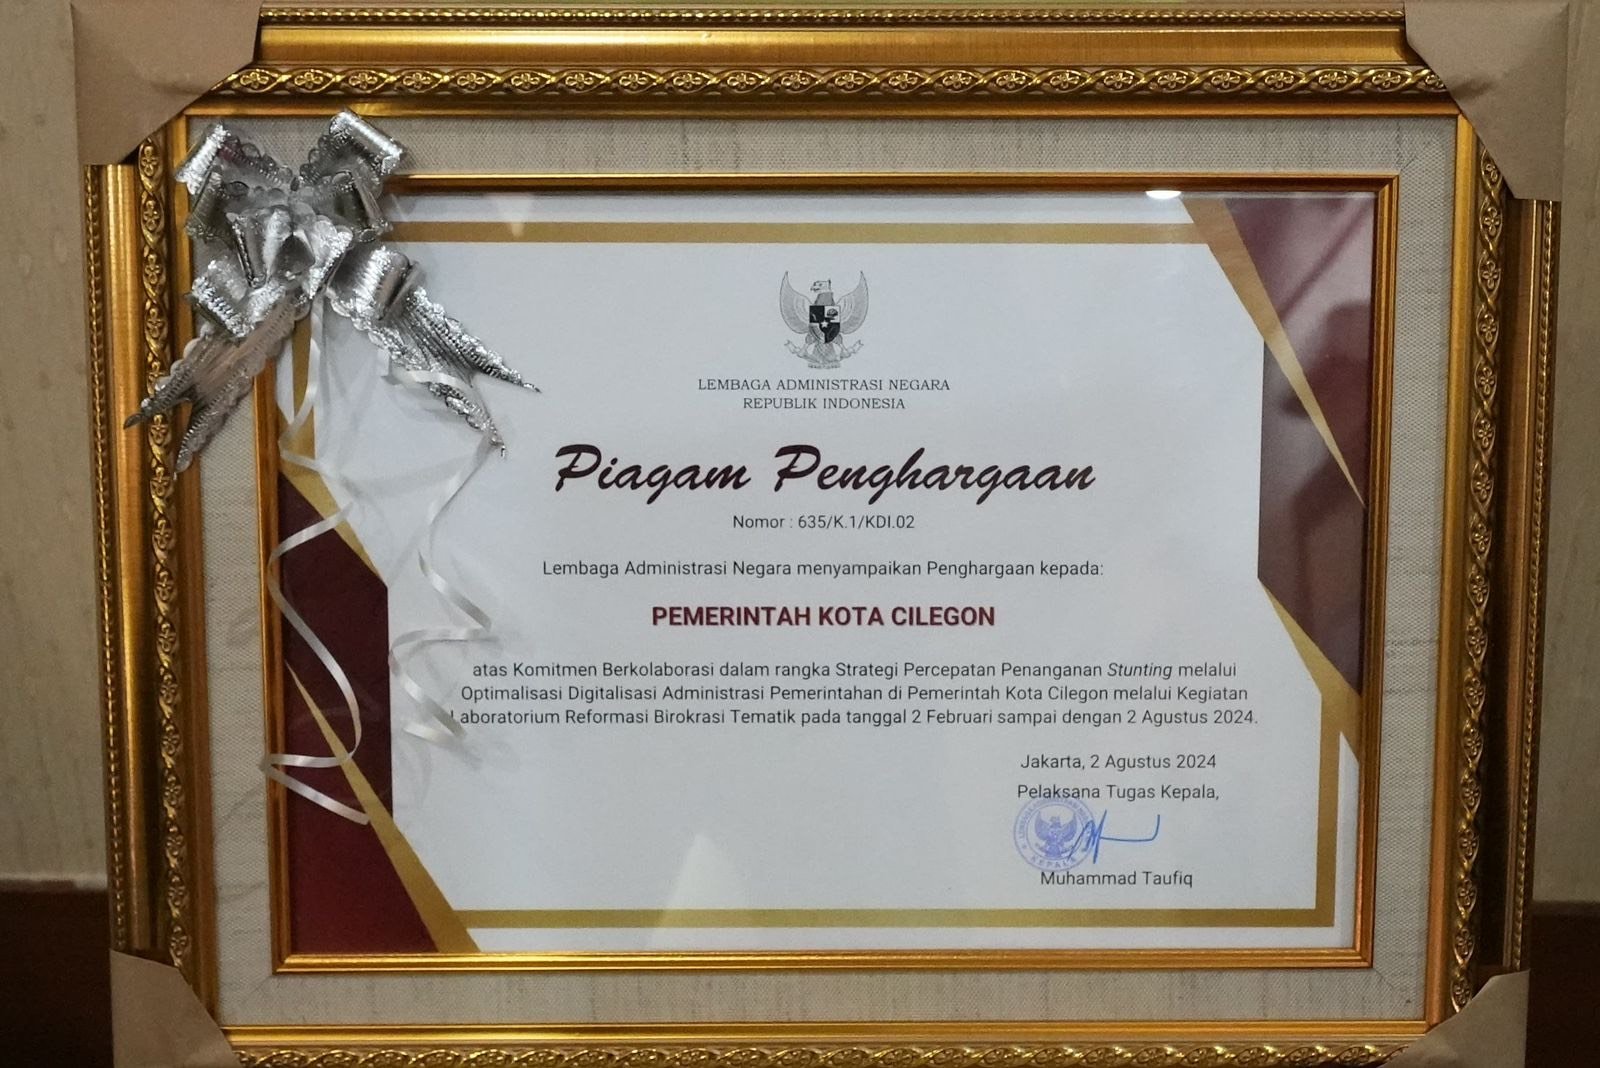 LEMBAGA ADMINISTRASI NEGARA
REPUBLIK INDONESIA
Piagam Penghargaan
Nomor : 635/K.1/KDI.02
Lembaga Administrasi Negara menyampaikan Penghargaan kepada:
PEMERINTAH KOTA CILEGON
atas Komitmen Berkolaborasi dalam rangka Strategi Percepatan Penanganan Stunting melalui
Optimalisasi Digitalisasi Administrasi Pemerintahan di Pemerintah Kota Cilegon melalui Kegiatan
Laboratorium Reformasi Birokrasi Tematik pada tanggal 2 Februari sampai dengan 2 Agustus 2024.
Jakarta, 2 Agustus 2024
Pelaksana Tugas Kepala,
KEPALA
Muhammad Taufiq